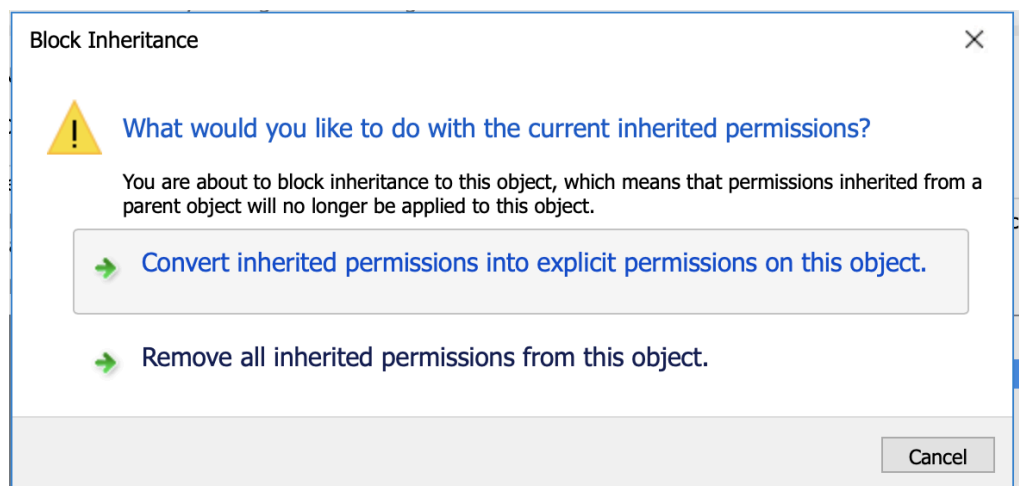 Block Inheritance
What would you like to do with the current inherited permissions?
You are about to block inheritance to this object, which means that permissions inherited from a
parent object will no longer be applied to this object.
Convert inherited permissions into explicit permissions on this object.
Remove all inherited permissions from this object.
Cancel